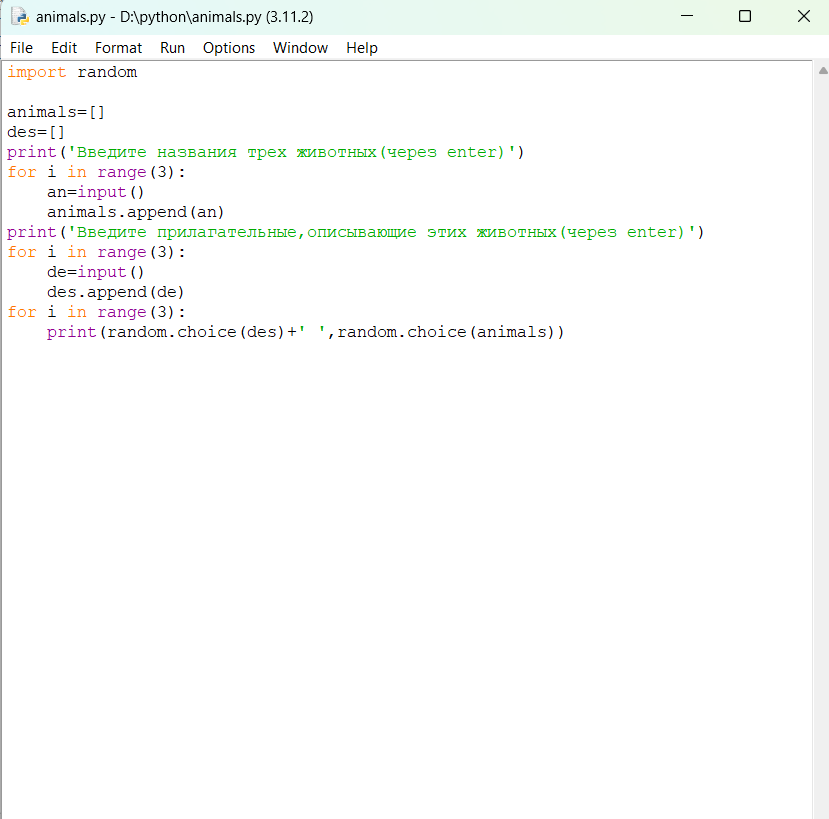 animals.py - D:\python\animals.py (3.11.2)
File Edit Format Run Options Window Help
import random
animals=[]
des=[]
print('Введите названия трех животных(через enter)')
for i in range(3):
    an=input()
    animals.append(an)
print('Введите прилагательные,описывающие этих животных(через enter)')
for i in range(3):
    de=input()
    des.append(de)
for i in range(3):
    print(random.choice(des)+' ',random.choice(animals))